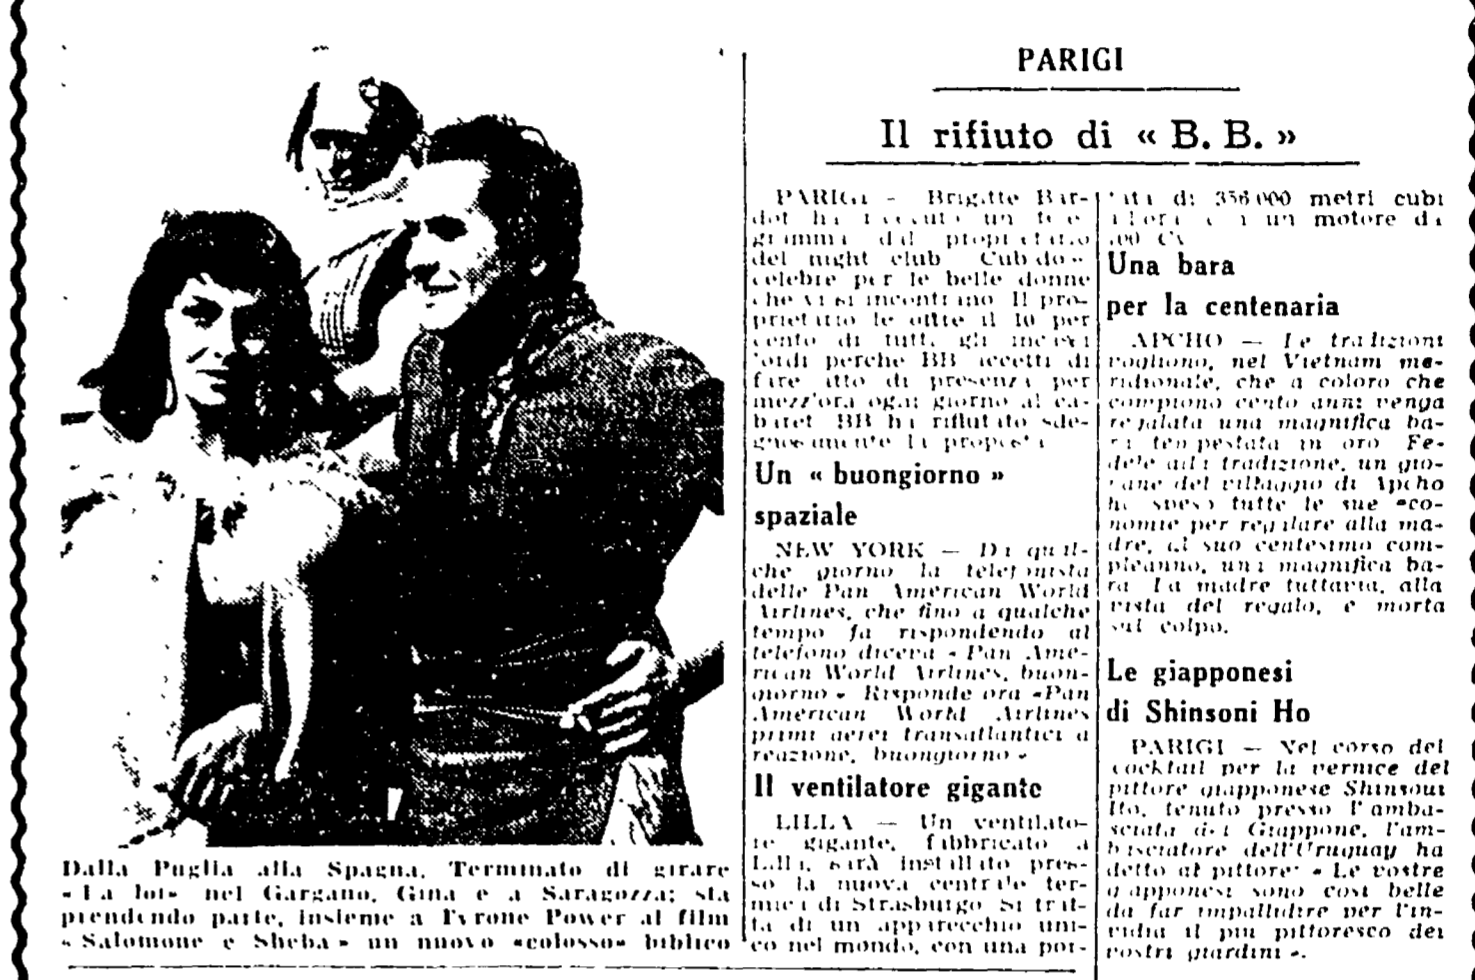 PARIGI
Il rifiuto di « B. B. »
PARIGI — Brigitte Bar-
dot ha ricevuto un tele-
gramma dal proprietario
del night club Cubido»
celebre per le belle donne
che vi si incontrano Il pro-
prietario le offre il 10 per
cento di tutti gli incassi
lordi perche BB accetti di
fare atto di presenza per
mezz'ora ogni giorno al ca-
baret BB ha rifiutato sde-
gnosamente la proposta
Un « buongiorno »
spaziale
NEW YORK — Da qual-
che giorno la telefonista
delle Pan American World
Airlines, che fino a qualche
tempo fa rispondendo al
telefono diceva « Pan Ame-
rican World Airlines, buon-
giorno » Risponde ora «Pan
American World Airlines
primi aerei transatlantici a
reazione, buongiorno »
Il ventilatore gigante
LILLA — Un ventilato-
re gigante, fabbricato a
Lilla, sarà installato pres-
so la nuova centrale ter-
mica di Strasburgo Si trat-
ta di un apparecchio uni-
co nel mondo, con una por-
tata di 356.000 metri cubi
un motore da
Una bara
per la centenaria
APCHO — Le tradizioni
vogliono, nel Vietnam me-
ridionale, che a coloro che
compiono cento anni venga
regalata una magnifica ba-
ra tempestata in oro. Fe-
dele alla tradizione, un gio-
vane del villaggio di Apcho
ha speso tutte le sue eco-
nomie per regalare alla ma-
dre, al suo centesimo com-
pleanno, una magnifica ba-
ra La madre tuttavia, alla
vista del regalo, e morta
sul colpo.
Le giapponesi
di Shinsoni Ho
PARIGI — Nel corso del
cocktail per la vernice del
pittore giapponese Shinsoui
Ito, tenuto presso l'amba-
sciata del Giappone, l'am-
basciatore dell'Uruguay ha
detto al pittore « Le vostre
giapponesi sono cosi belle
da far impallidire per l'in-
vidia il piu pittoresco dei
vostri giardini ».
Dalla Puglia alla Spagna. Terminato di girare
«La loi» nel Gargano, Gina e a Saragozza; sta
prendendo parte, insieme a Tyrone Power al film
«Salomone e Sheba» un nuovo «colosso» biblico